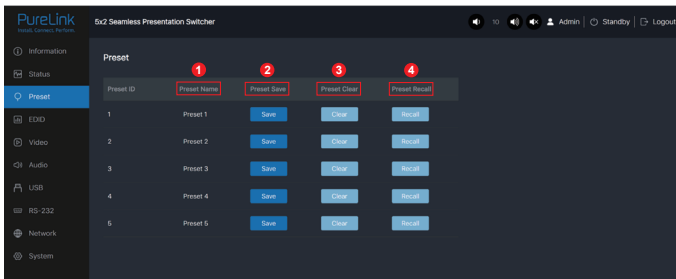 PureLink
Install. Connect. Perform.
5x2 Seamless Presentation Switcher
10
Admin
Standby
Logout
Information
Status
Preset
EDID
Video
Audio
USB
RS-232
Network
System
Preset
1 2 3 4
Preset ID Preset Name Preset Save Preset Clear Preset Recall
1 Preset 1 Save Clear Recall
2 Preset 2 Save Clear Recall
3 Preset 3 Save Clear Recall
4 Preset 4 Save Clear Recall
5 Preset 5 Save Clear Recall